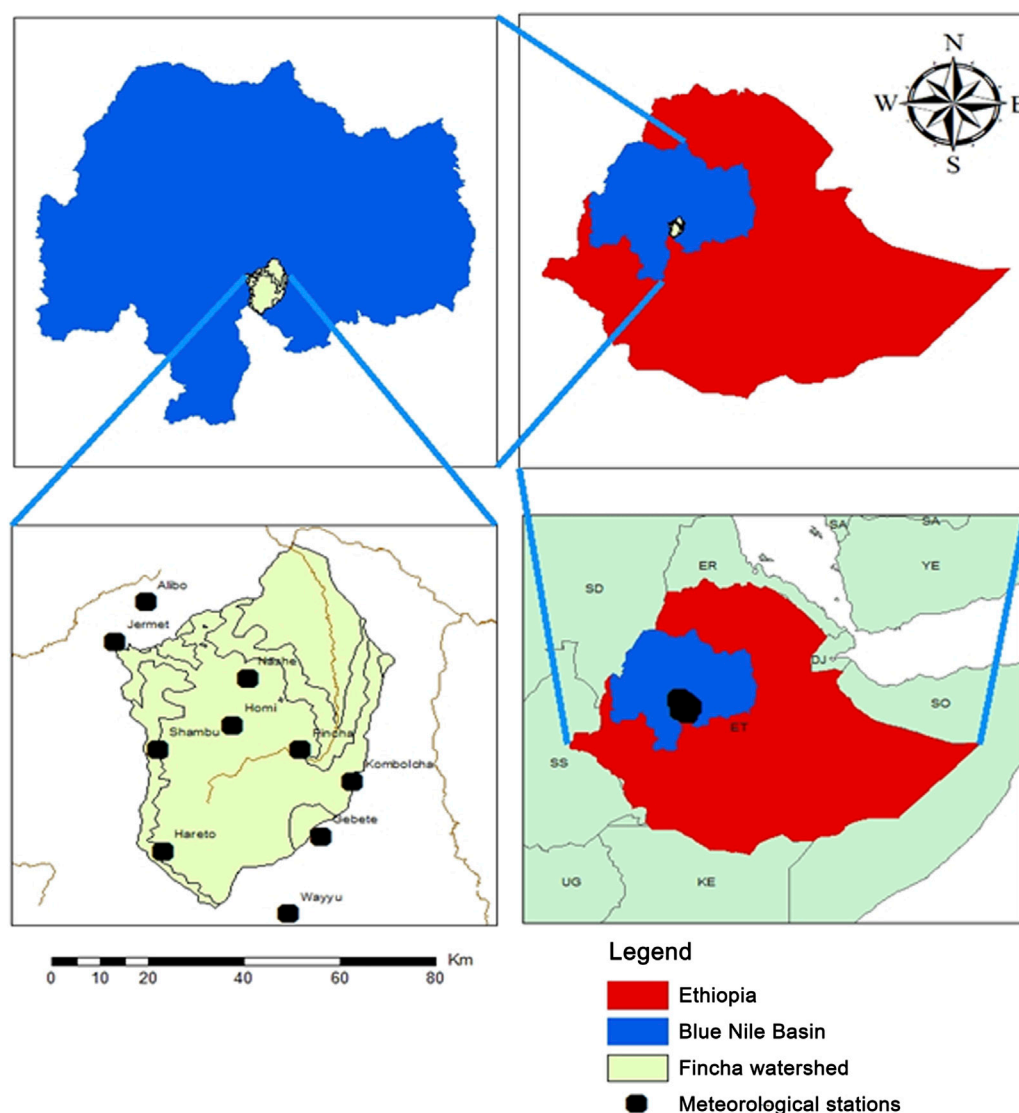 N
W
E
S
Alibo
Jermet
Nashe
Homi
Shambu
Fincha
Kombolcha
Gebete
Hareto
Wayyu
Km
0 10 20 40 60 80
SA
SA
ER
YE
SD
DJ
SO
ET
SS
UG
KE
Legend
Ethiopia
Blue Nile Basin
Fincha watershed
Meteorological stations